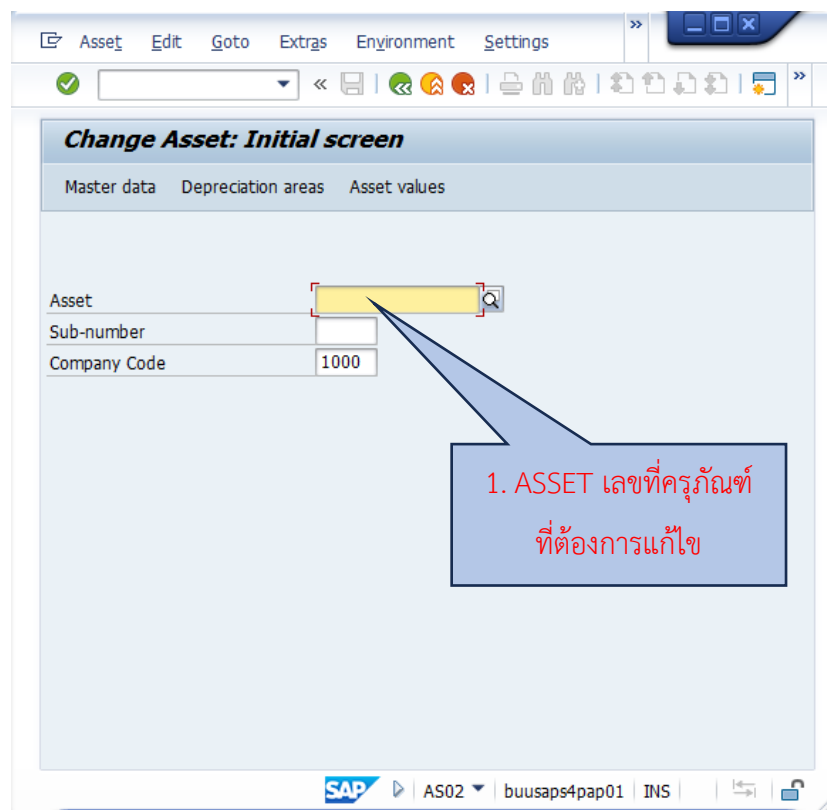 Asset Edit Goto Extras Environment Settings »
«  »
Change Asset: Initial screen
Master data Depreciation areas Asset values
Asset
Sub-number
Company Code 1000
1. ASSET เลขที่ครุภัณฑ์
ที่ต้องการแก้ไข
SAP AS02 buusaps4pap01 INS